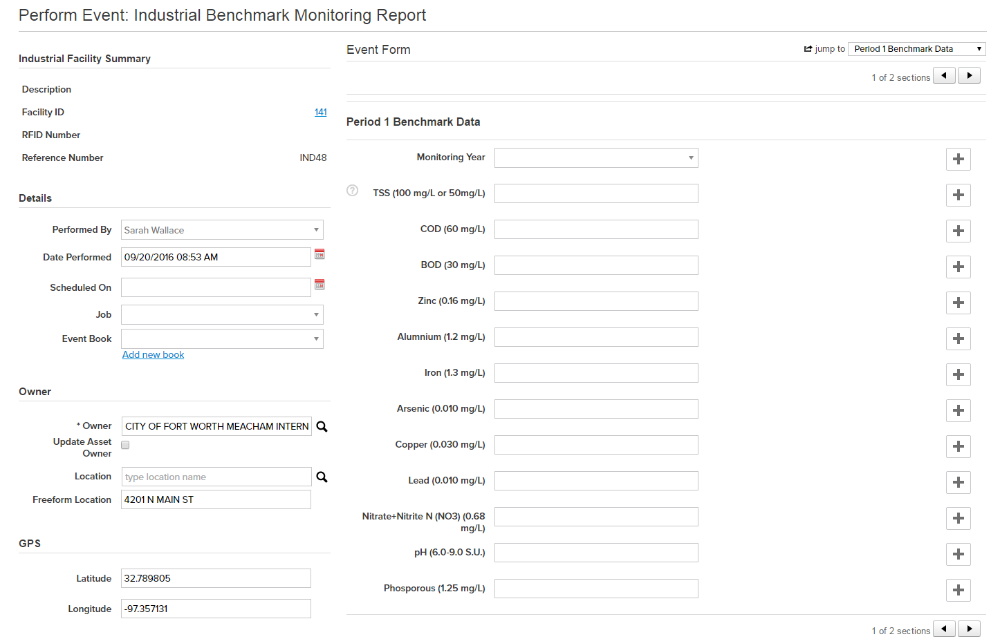 Perform Event: Industrial Benchmark Monitoring Report
Industrial Facility Summary
Description
Facility ID 141
RFID Number
Reference Number IND48
Details
Performed By Sarah Wallace
Date Performed 09/20/2016 08:53 AM
Scheduled On
Job
Event Book
Add new book
Owner
* Owner CITY OF FORT WORTH MEACHAM INTERN
Update Asset
Owner
Location type location name
Freeform Location 4201 N MAIN ST
GPS
Latitude 32.789805
Longitude -97.357131
Event Form
jump to Period 1 Benchmark Data
1 of 2 sections
Period 1 Benchmark Data
Monitoring Year
? TSS (100 mg/L or 50mg/L)
COD (60 mg/L)
BOD (30 mg/L)
Zinc (0.16 mg/L)
Alumnium (1.2 mg/L)
Iron (1.3 mg/L)
Arsenic (0.010 mg/L)
Copper (0.030 mg/L)
Lead (0.010 mg/L)
Nitrate+Nitrite N (NO3) (0.68
mg/L)
pH (6.0-9.0 S.U.)
Phosporous (1.25 mg/L)
1 of 2 sections